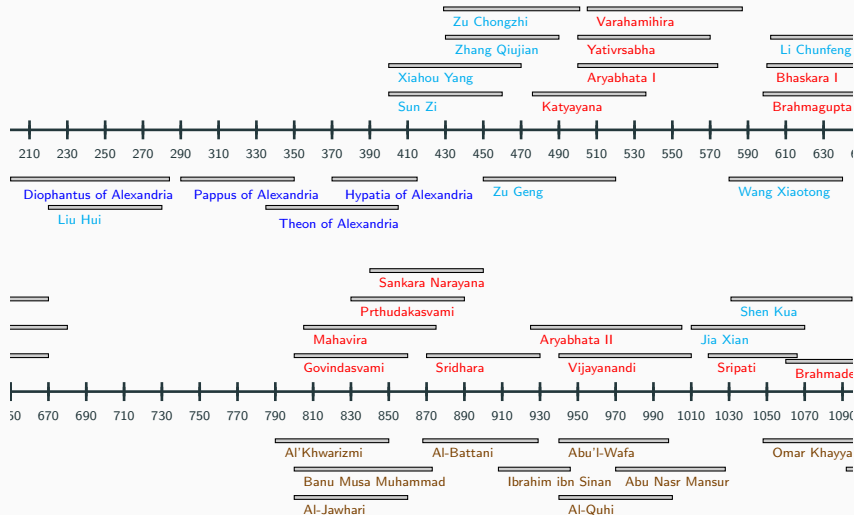 Zu Chongzhi Varahamihira
Zhang Qiujian Yativrsabha Li Chunfeng
Xiahou Yang Aryabhata I Bhaskara I
Sun Zi Katyayana Brahmagupta
210 230 250 270 290 310 330 350 370 390 410 430 450 470 490 510 530 550 570 590 610 630
Diophantus of Alexandria Pappus of Alexandria Hypatia of Alexandria Zu Geng Wang Xiaotong
Liu Hui Theon of Alexandria
Sankara Narayana
Prthudakasvami Shen Kua
Mahavira Aryabhata II Jia Xian
Govindasvami Sridhara Vijayanandi Sripati
Brahmade
670 690 710 730 750 770 790 810 830 850 870 890 910 930 950 970 990 1010 1030 1050 1070 1090
Al'Khwarizmi Al-Battani Abu'l-Wafa Omar Khayya
Banu Musa Muhammad Ibrahim ibn Sinan Abu Nasr Mansur
Al-Jawhari Al-Quhi